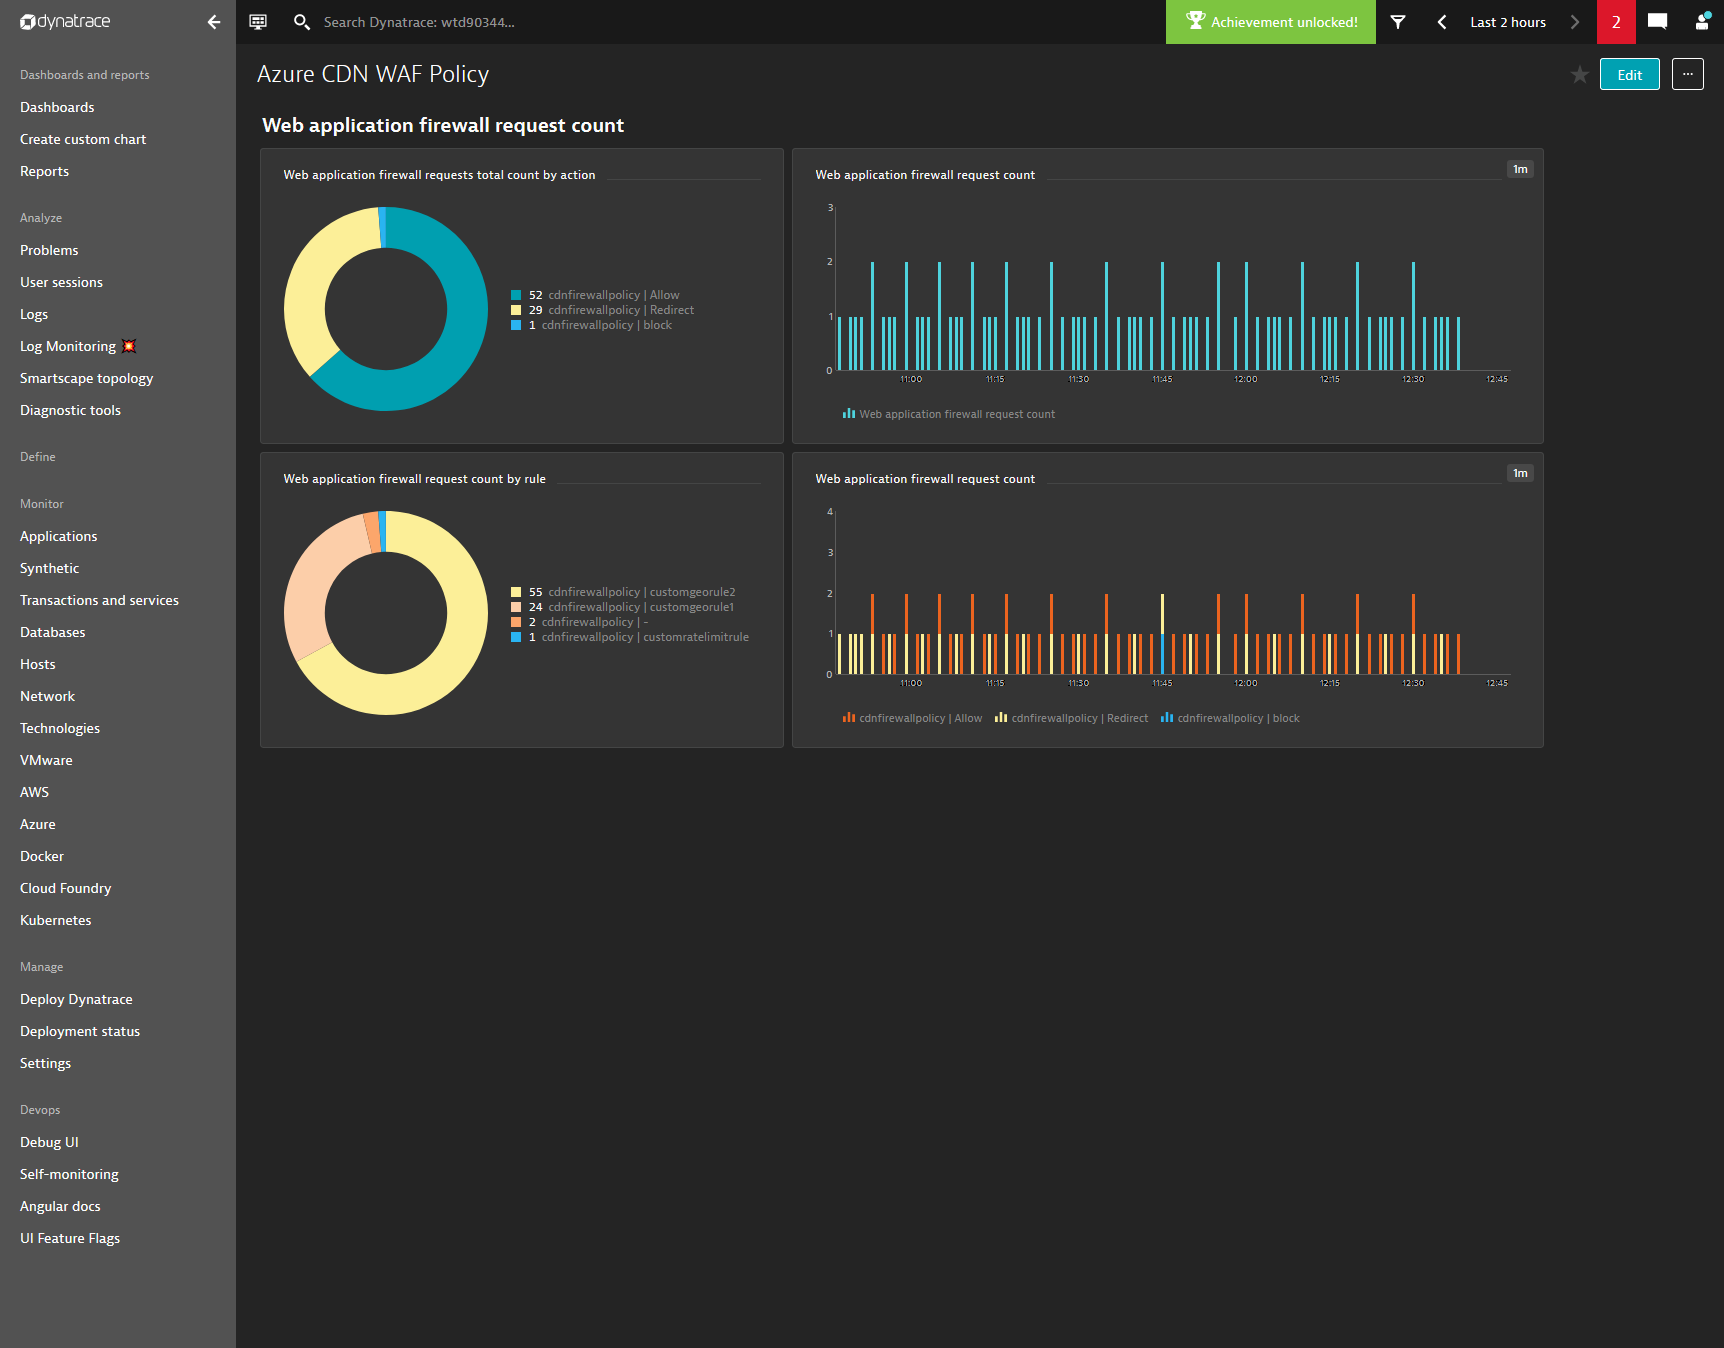 dynatrace
Search Dynatrace: wtd90344...
Achievement unlocked!
Last 2 hours
2
Dashboards and reports
Dashboards
Create custom chart
Reports
Analyze
Problems
User sessions
Logs
Log Monitoring
Smartscape topology
Diagnostic tools
Define
Monitor
Applications
Synthetic
Transactions and services
Databases
Hosts
Network
Technologies
VMware
AWS
Azure
Docker
Cloud Foundry
Kubernetes
Manage
Deploy Dynatrace
Deployment status
Settings
Devops
Debug UI
Self-monitoring
Angular docs
UI Feature Flags
Azure CDN WAF Policy
Edit
...
Web application firewall request count
Web application firewall requests total count by action
52 cdnfirewallpolicy | Allow
29 cdnfirewallpolicy | Redirect
1 cdnfirewallpolicy | block
Web application firewall request count
1m
3
2
1
0
11:00 11:15 11:30 11:45 12:00 12:15 12:30 12:45
Web application firewall request count
Web application firewall request count by rule
55 cdnfirewallpolicy | customgeorule2
24 cdnfirewallpolicy | customgeorule1
2 cdnfirewallpolicy | -
1 cdnfirewallpolicy | customratelimitrule
Web application firewall request count
1m
4
3
2
1
0
11:00 11:15 11:30 11:45 12:00 12:15 12:30 12:45
cdnfirewallpolicy | Allow cdnfirewallpolicy | Redirect cdnfirewallpolicy | block